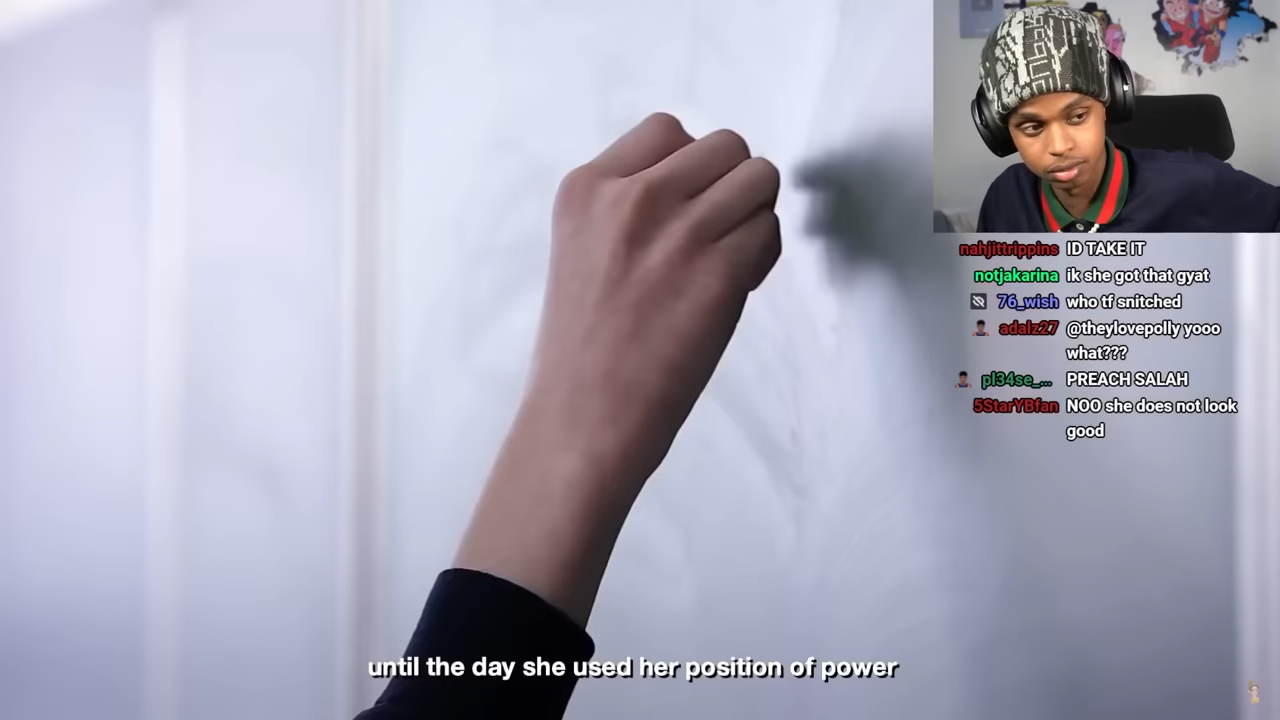 nahjittrippins ID TAKE IT
notjakarina ik she got that gyat
76_wish who tf snitched
adalz27 @theylovepolly yooo
what???
pl34se_... PREACH SALAH
5StarYBfan NOO she does not look
good
until the day she used her position of power